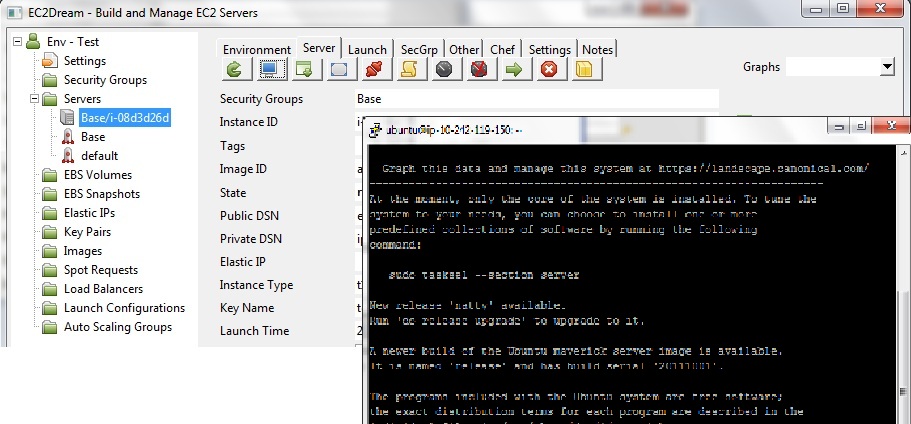 EC2Dream - Build and Manage EC2 Servers
Env - Test
Settings
Security Groups
Servers
Base/i-08d3d26d
Base
default
EBS Volumes
EBS Snapshots
Elastic IPs
Key Pairs
Images
Spot Requests
Load Balancers
Launch Configurations
Auto Scaling Groups
Environment Server Launch SecGrp Other Chef Settings Notes
Graphs
Security Groups Base
Instance ID
Tags
Image ID
State
Public DSN
Private DSN
Elastic IP
Instance Type
Key Name
Launch Time
ubuntu@ip-10-242-119-150: ~
Graph this data and manage this system at https://landscape.canonical.com/
--------------------------------------------------------------------
At the moment, only the core of the system is installed. To tune the
system to your needs, you can choose to install one or more
predefined collections of software by running the following
command:
sudo tasksel --section server
New release 'natty' available.
Run 'do-release-upgrade' to upgrade to it.
A newer build of the Ubuntu maverick server image is available.
It is named 'release' and has build serial '20111001'.
The programs included with the Ubuntu system are free software;
the exact distribution terms for each program are described in the